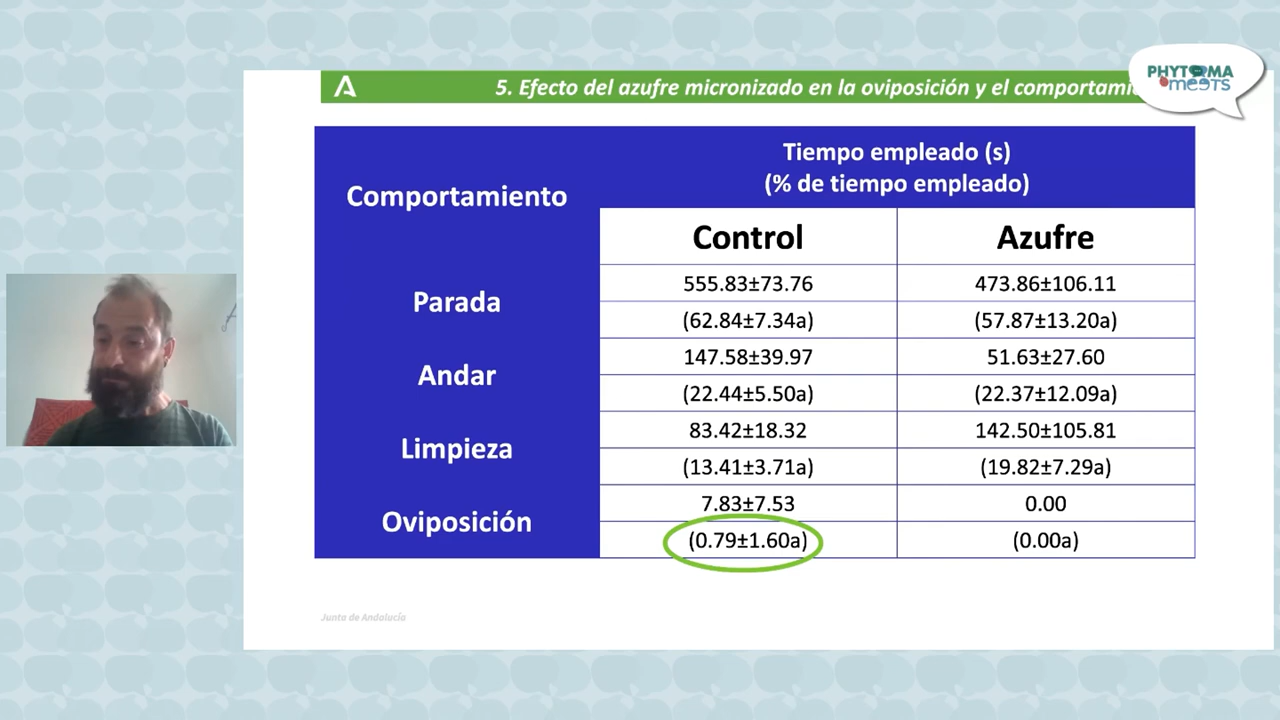 PHYTOMA
meets
5. Efecto del azufre micronizado en la oviposición y el comportami
Comportamiento
Tiempo empleado (s)
(% de tiempo empleado)
Control
Azufre
Parada
555.83±73.76
473.86±106.11
(62.84±7.34a)
(57.87±13.20a)
Andar
147.58±39.97
51.63±27.60
(22.44±5.50a)
(22.37±12.09a)
Limpieza
83.42±18.32
142.50±105.81
(13.41±3.71a)
(19.82±7.29a)
Oviposición
7.83±7.53
0.00
(0.79±1.60a)
(0.00a)
Junta de Andalucía